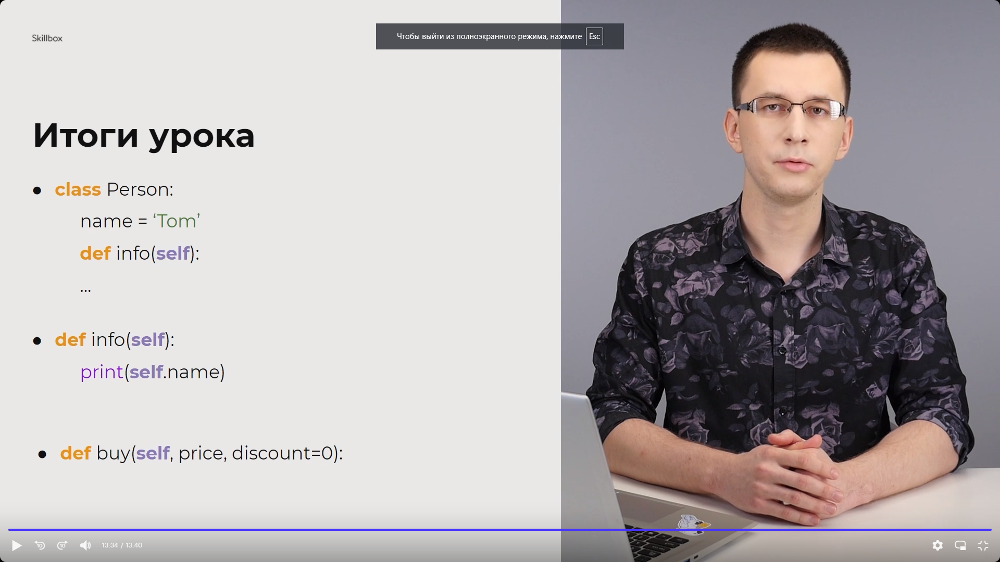 Skillbox
Чтобы выйти из полноэкранного режима, нажмите Esc
Итоги урока
● class Person:
name = ‘Tom’
def info(self):
...
● def info(self):
print(self.name)
● def buy(self, price, discount=0):
10 10 13:34 / 13:40